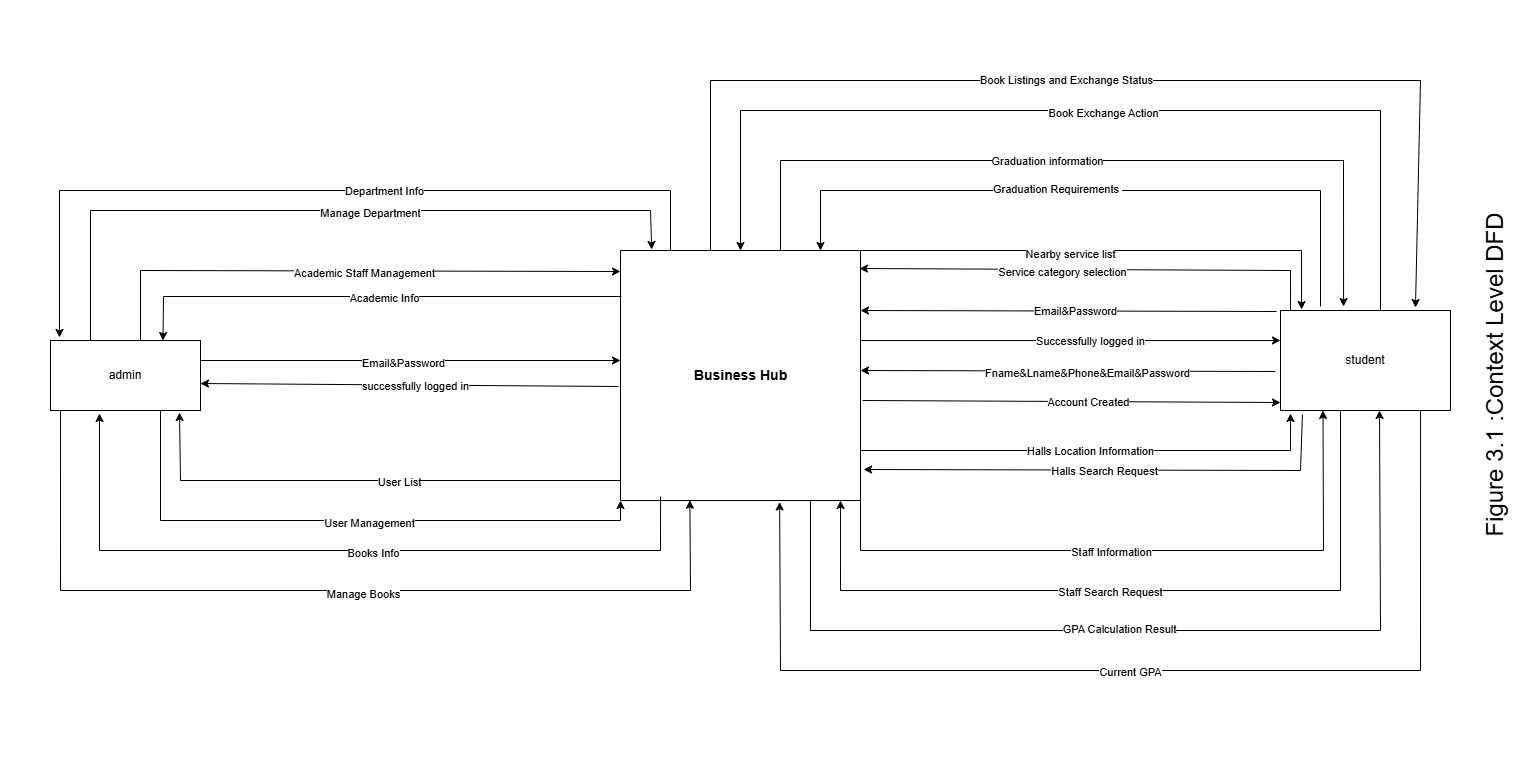 Book Listings and Exchange Status
Book Exchange Action
Graduation information
Graduation Requirements
Department Info
Manage Department
Nearby service list
Service category selection
Academic Staff Management
Academic Info
Email&Password
Successfully logged in
Email&Password
successfully logged in
admin
Business Hub
student
Fname&Lname&Phone&Email&Password
Account Created
Halls Location Information
Halls Search Request
User List
User Management
Books Info
Manage Books
Staff Information
Staff Search Request
GPA Calculation Result
Current GPA
Figure 3.1 :Context Level DFD